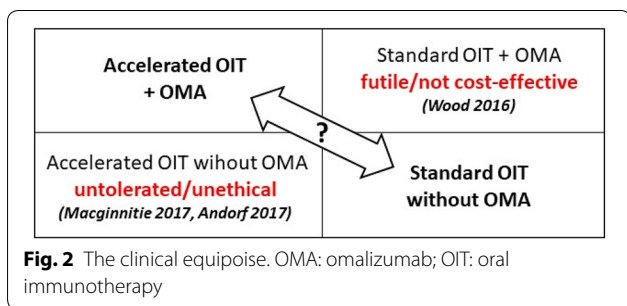 Accelerated OIT
+ OMA
Standard OIT + OMA
futile/not cost-effective
(Wood 2016)
?
Accelerated OIT wihout OMA
untolerated/unethical
(Macginnitie 2017, Andorf 2017)
Standard OIT
without OMA
Fig. 2 The clinical equipoise. OMA: omalizumab; OIT: oral
immunotherapy